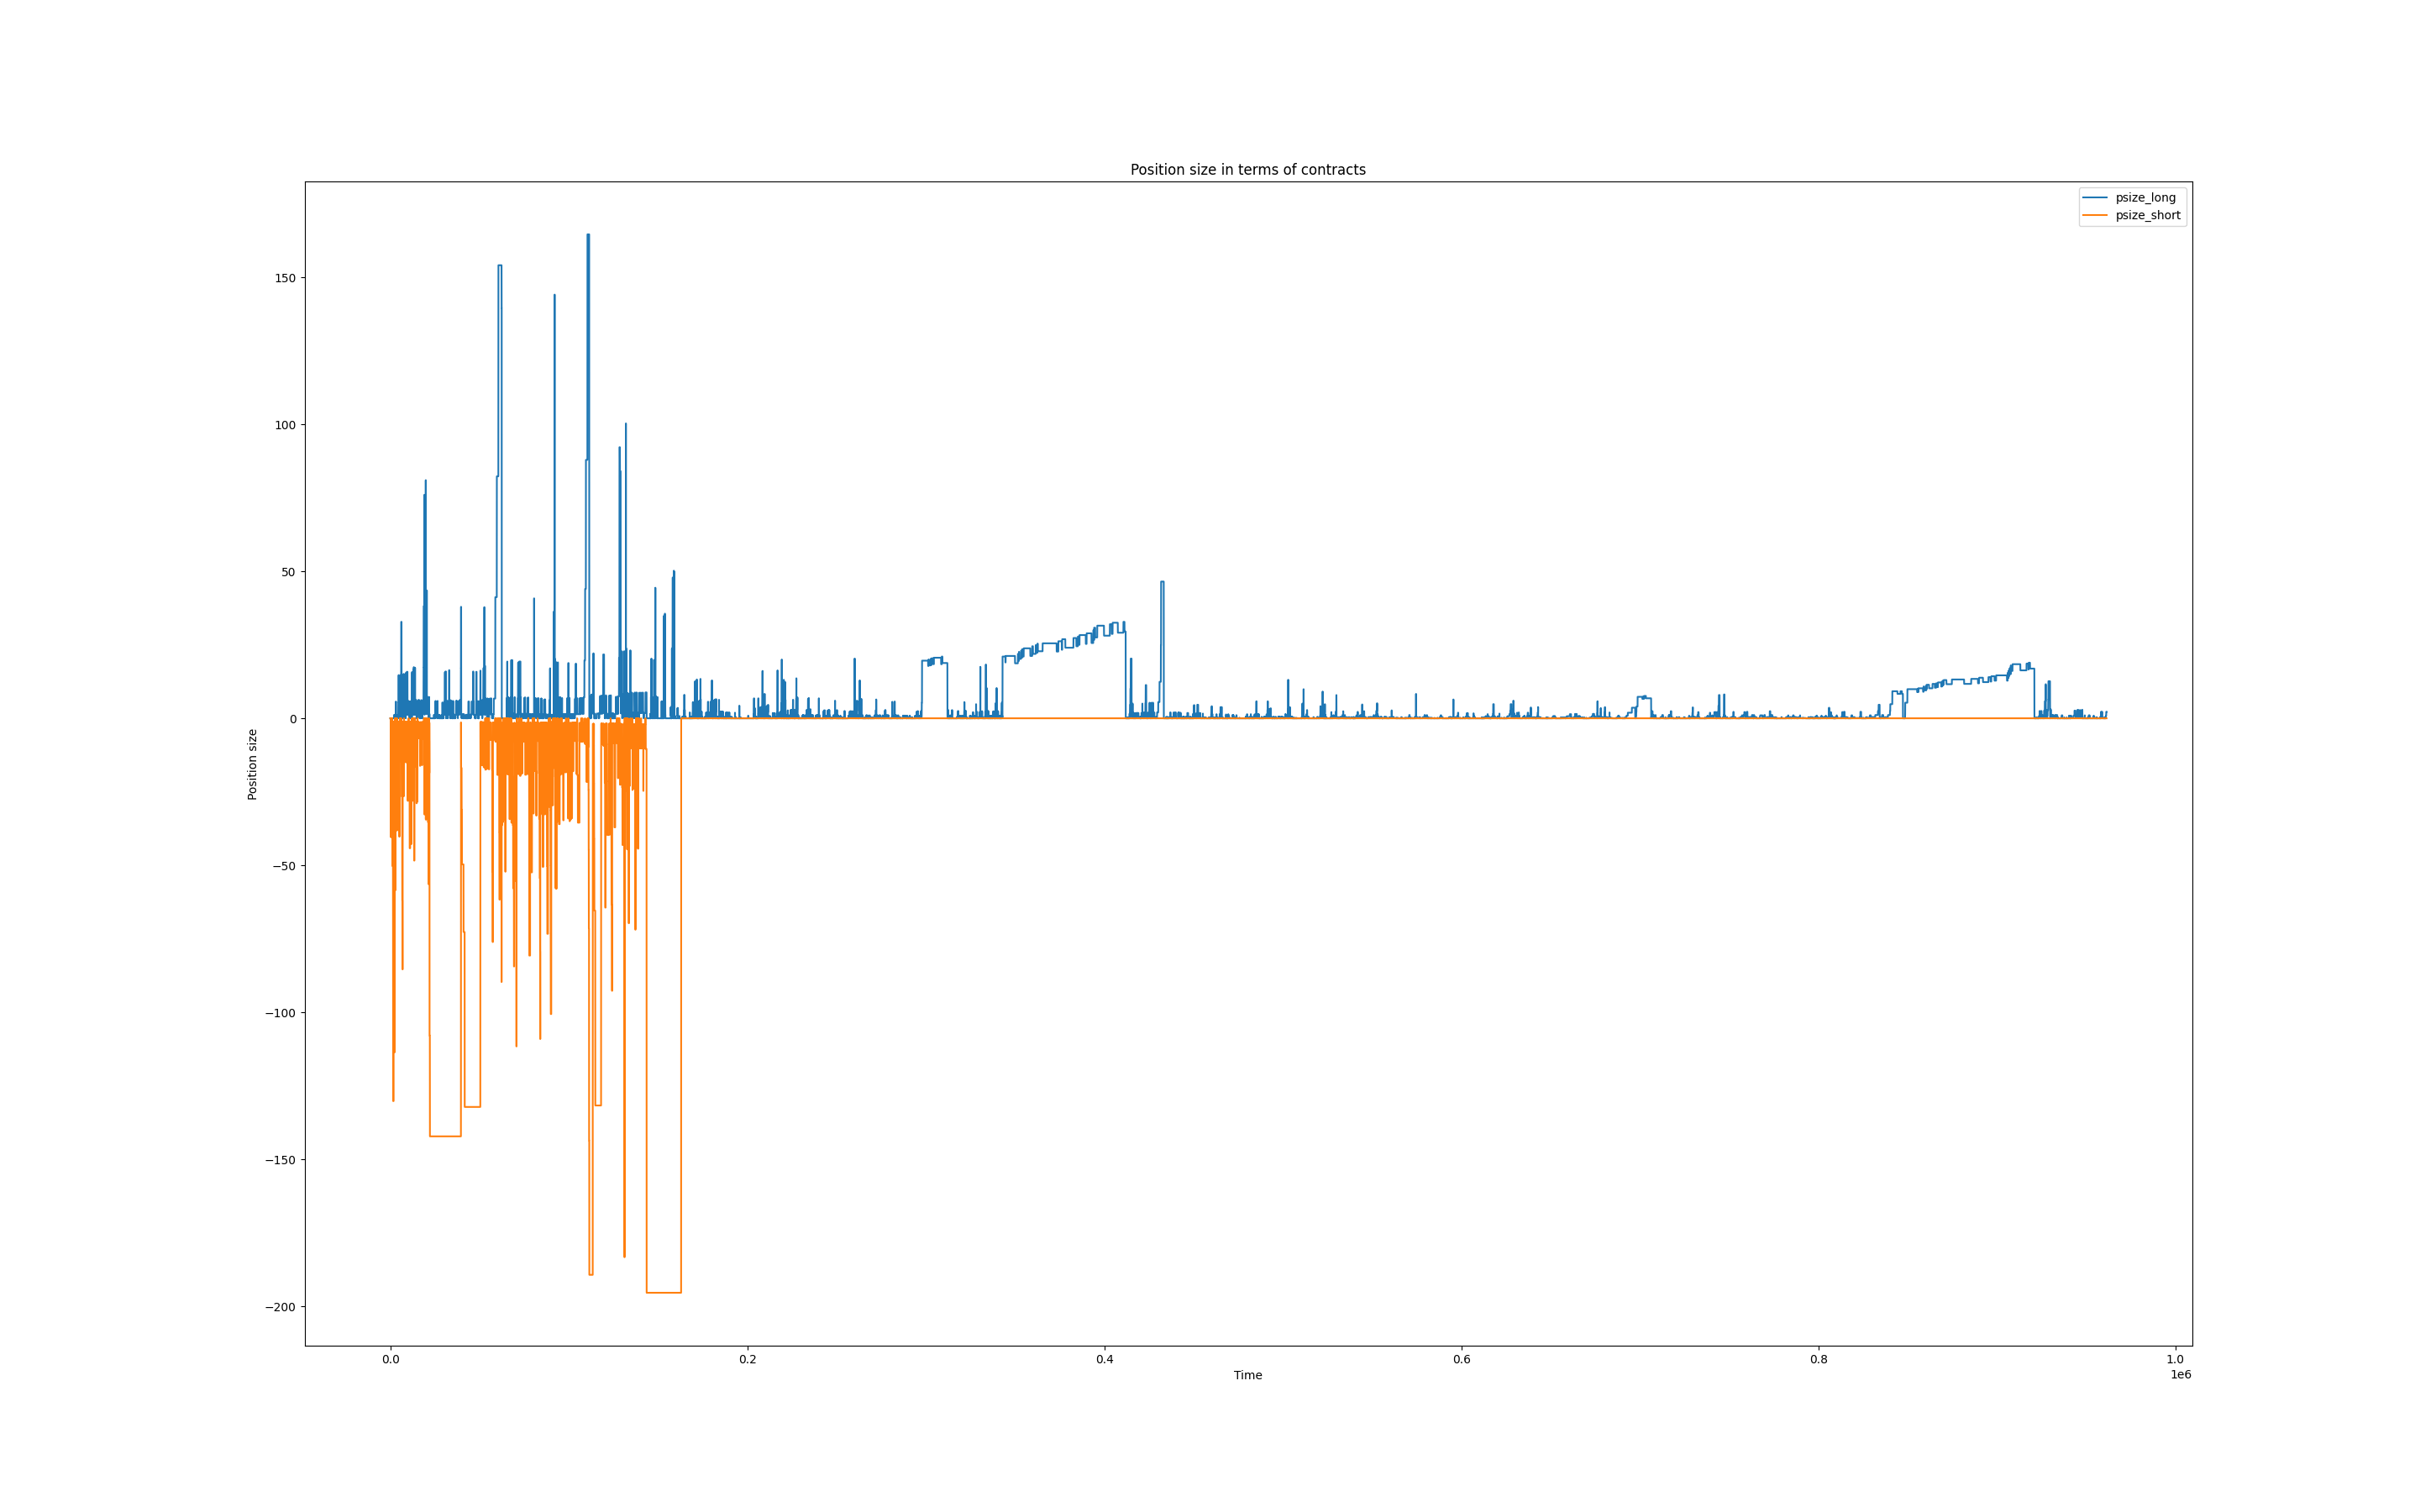 Position size in terms of contracts
psize_long
psize_short
Position size
150
100
50
0
−50
−100
−150
−200
0.0
0.2
0.4
0.6
0.8
1.0
1e6
Time